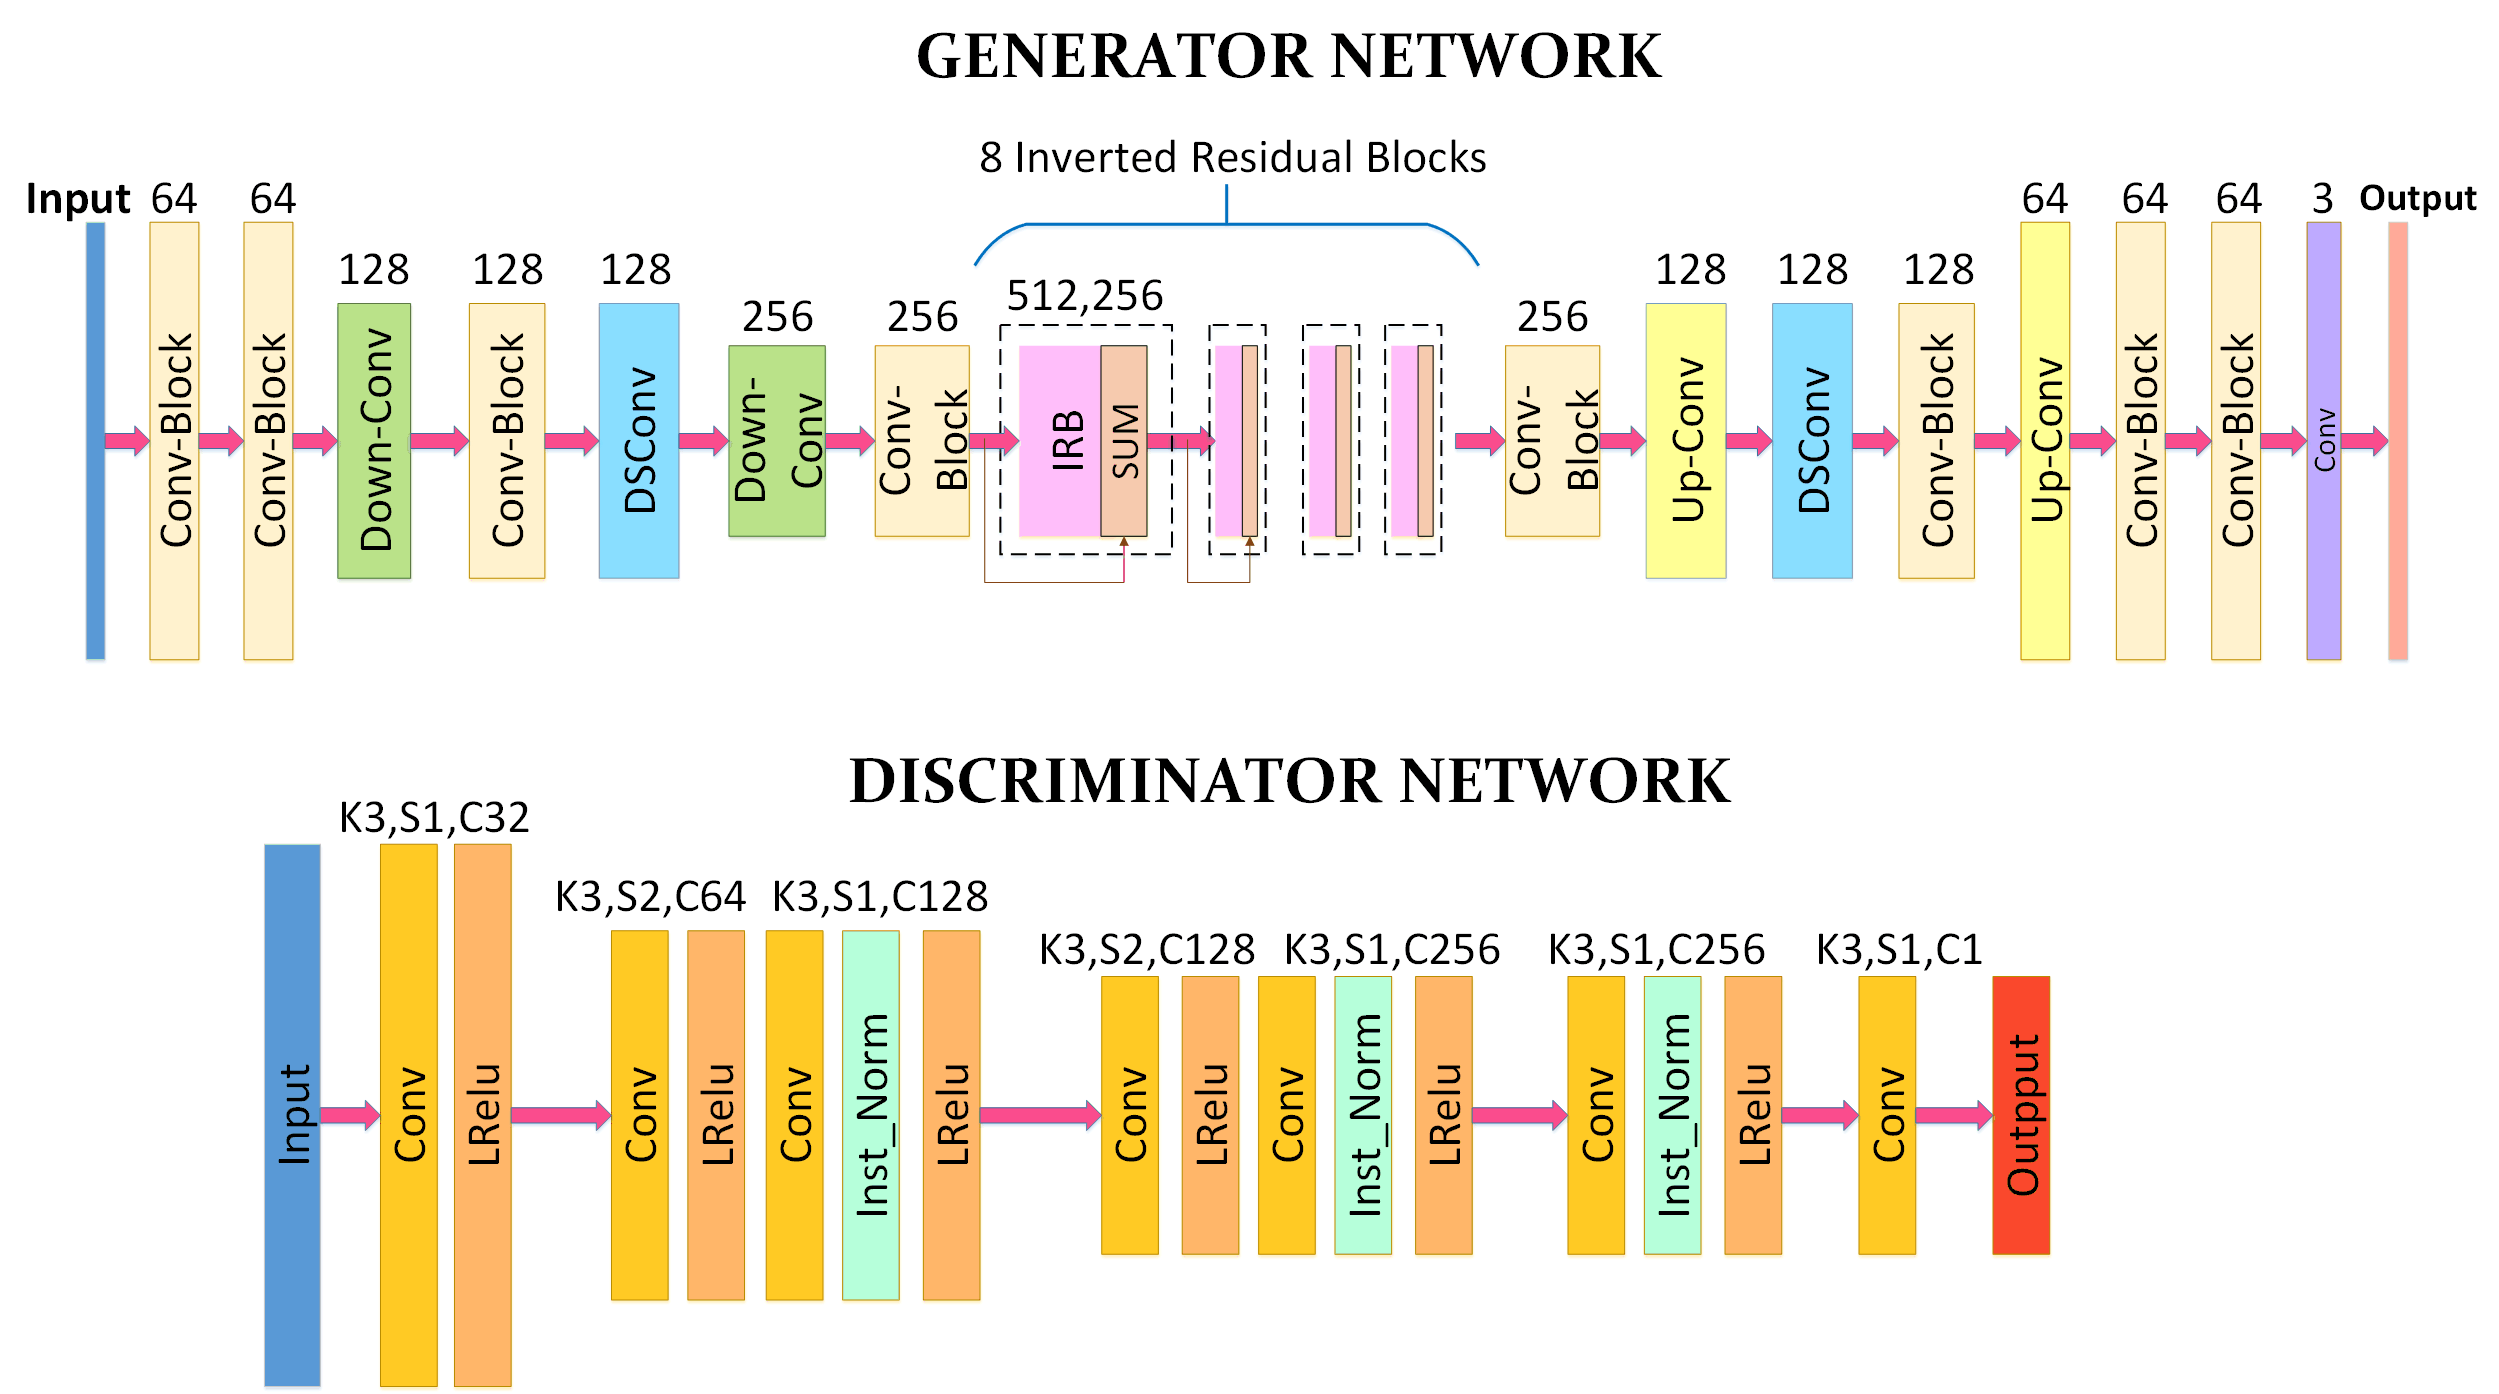 GENERATOR NETWORK
8 Inverted Residual Blocks
Input
64
64
128
128
128
256
256
512,256
256
128
128
128
64
64
64
3
Output
Conv-Block
Conv-Block
Down-Conv
Conv-Block
DSConv
Down-
Conv
Conv-
Block
IRB
SUM
Conv-
Block
Up-Conv
DSConv
Conv-Block
Up-Conv
Conv-Block
Conv-Block
Conv
DISCRIMINATOR NETWORK
K3,S1,C32
K3,S2,C64
K3,S1,C128
K3,S2,C128
K3,S1,C256
K3,S1,C256
K3,S1,C1
Input
Conv
LRelu
Conv
LRelu
Conv
Inst_Norm
LRelu
Conv
LRelu
Conv
Inst_Norm
LRelu
Conv
Inst_Norm
LRelu
Conv
Outpput